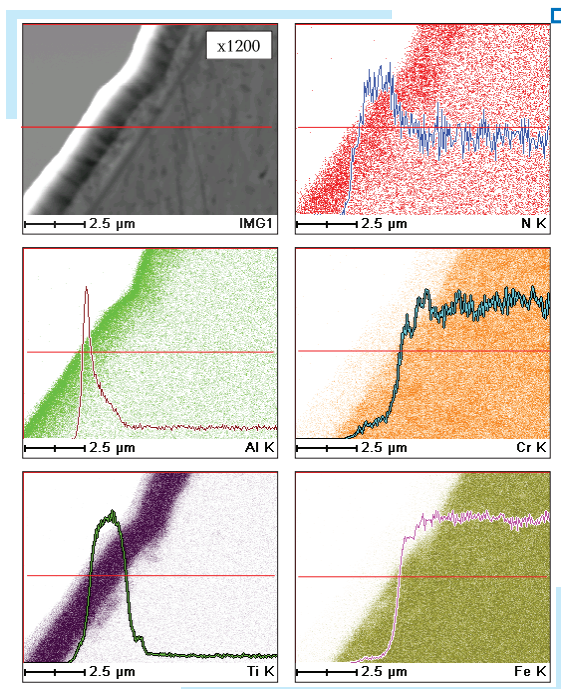 x1200
2.5 µm IMG1
2.5 µm N K
2.5 µm Al K
2.5 µm Cr K
2.5 µm Ti K
2.5 µm Fe K